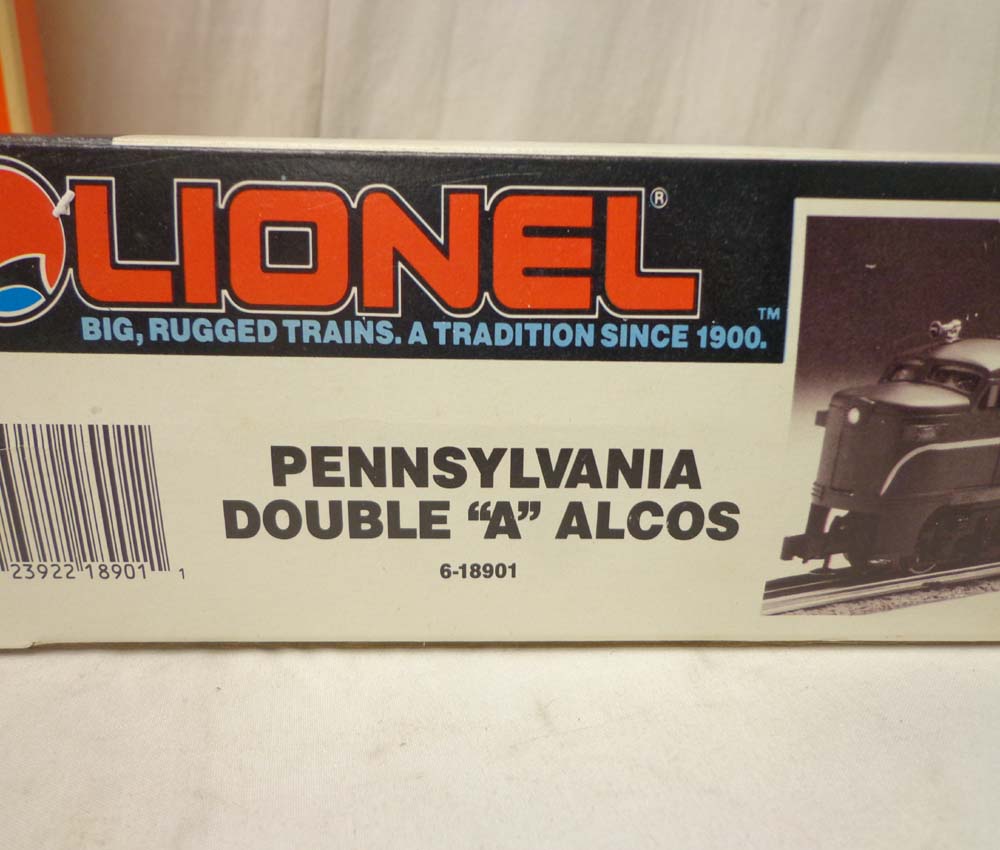 LIONEL®
BIG, RUGGED TRAINS. A TRADITION SINCE 1900.™
PENNSYLVANIA
DOUBLE “A” ALCOS
6-18901
23922 18901 1